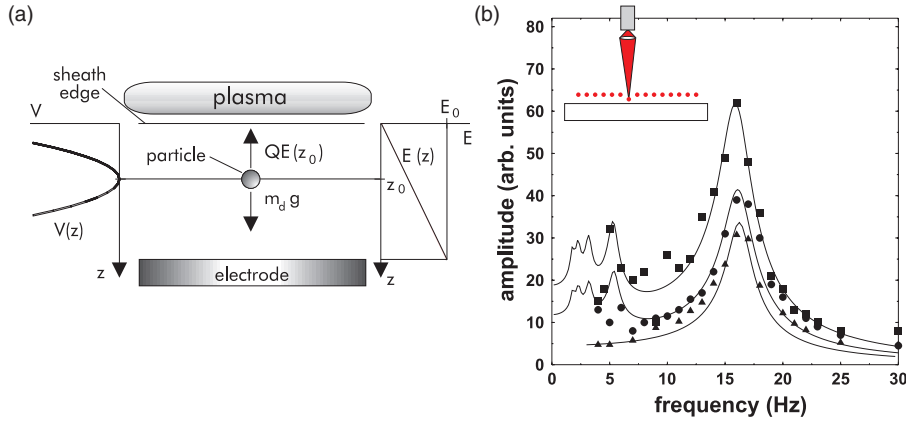 (a)
sheath
edge
plasma
V
E₀
E
particle
QE(z₀)
E(z)
z₀
m_d g
V(z)
z
electrode
z
(b)
amplitude (arb. units)
80
70
60
50
40
30
20
10
0
0 5 10 15 20 25 30
frequency (Hz)